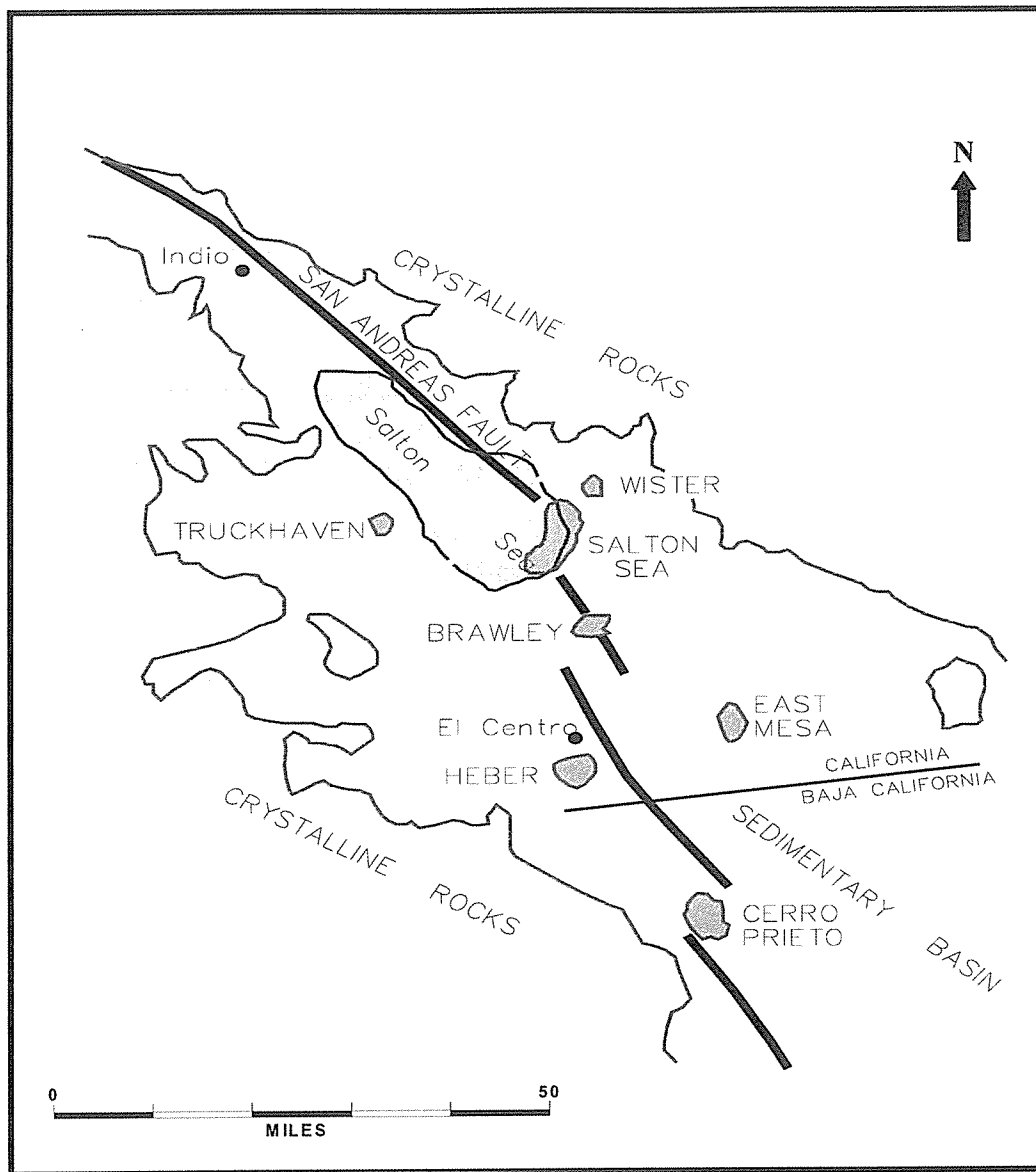 N
Indio
CRYSTALLINE ROCKS
SAN ANDREAS FAULT
Salton
Sea
WISTER
TRUCKHAVEN
SALTON
SEA
BRAWLEY
EAST
MESA
El Centro
HEBER
CALIFORNIA
BAJA CALIFORNIA
CRYSTALLINE ROCKS
SEDIMENTARY BASIN
CERRO
PRIETO
0 50
MILES